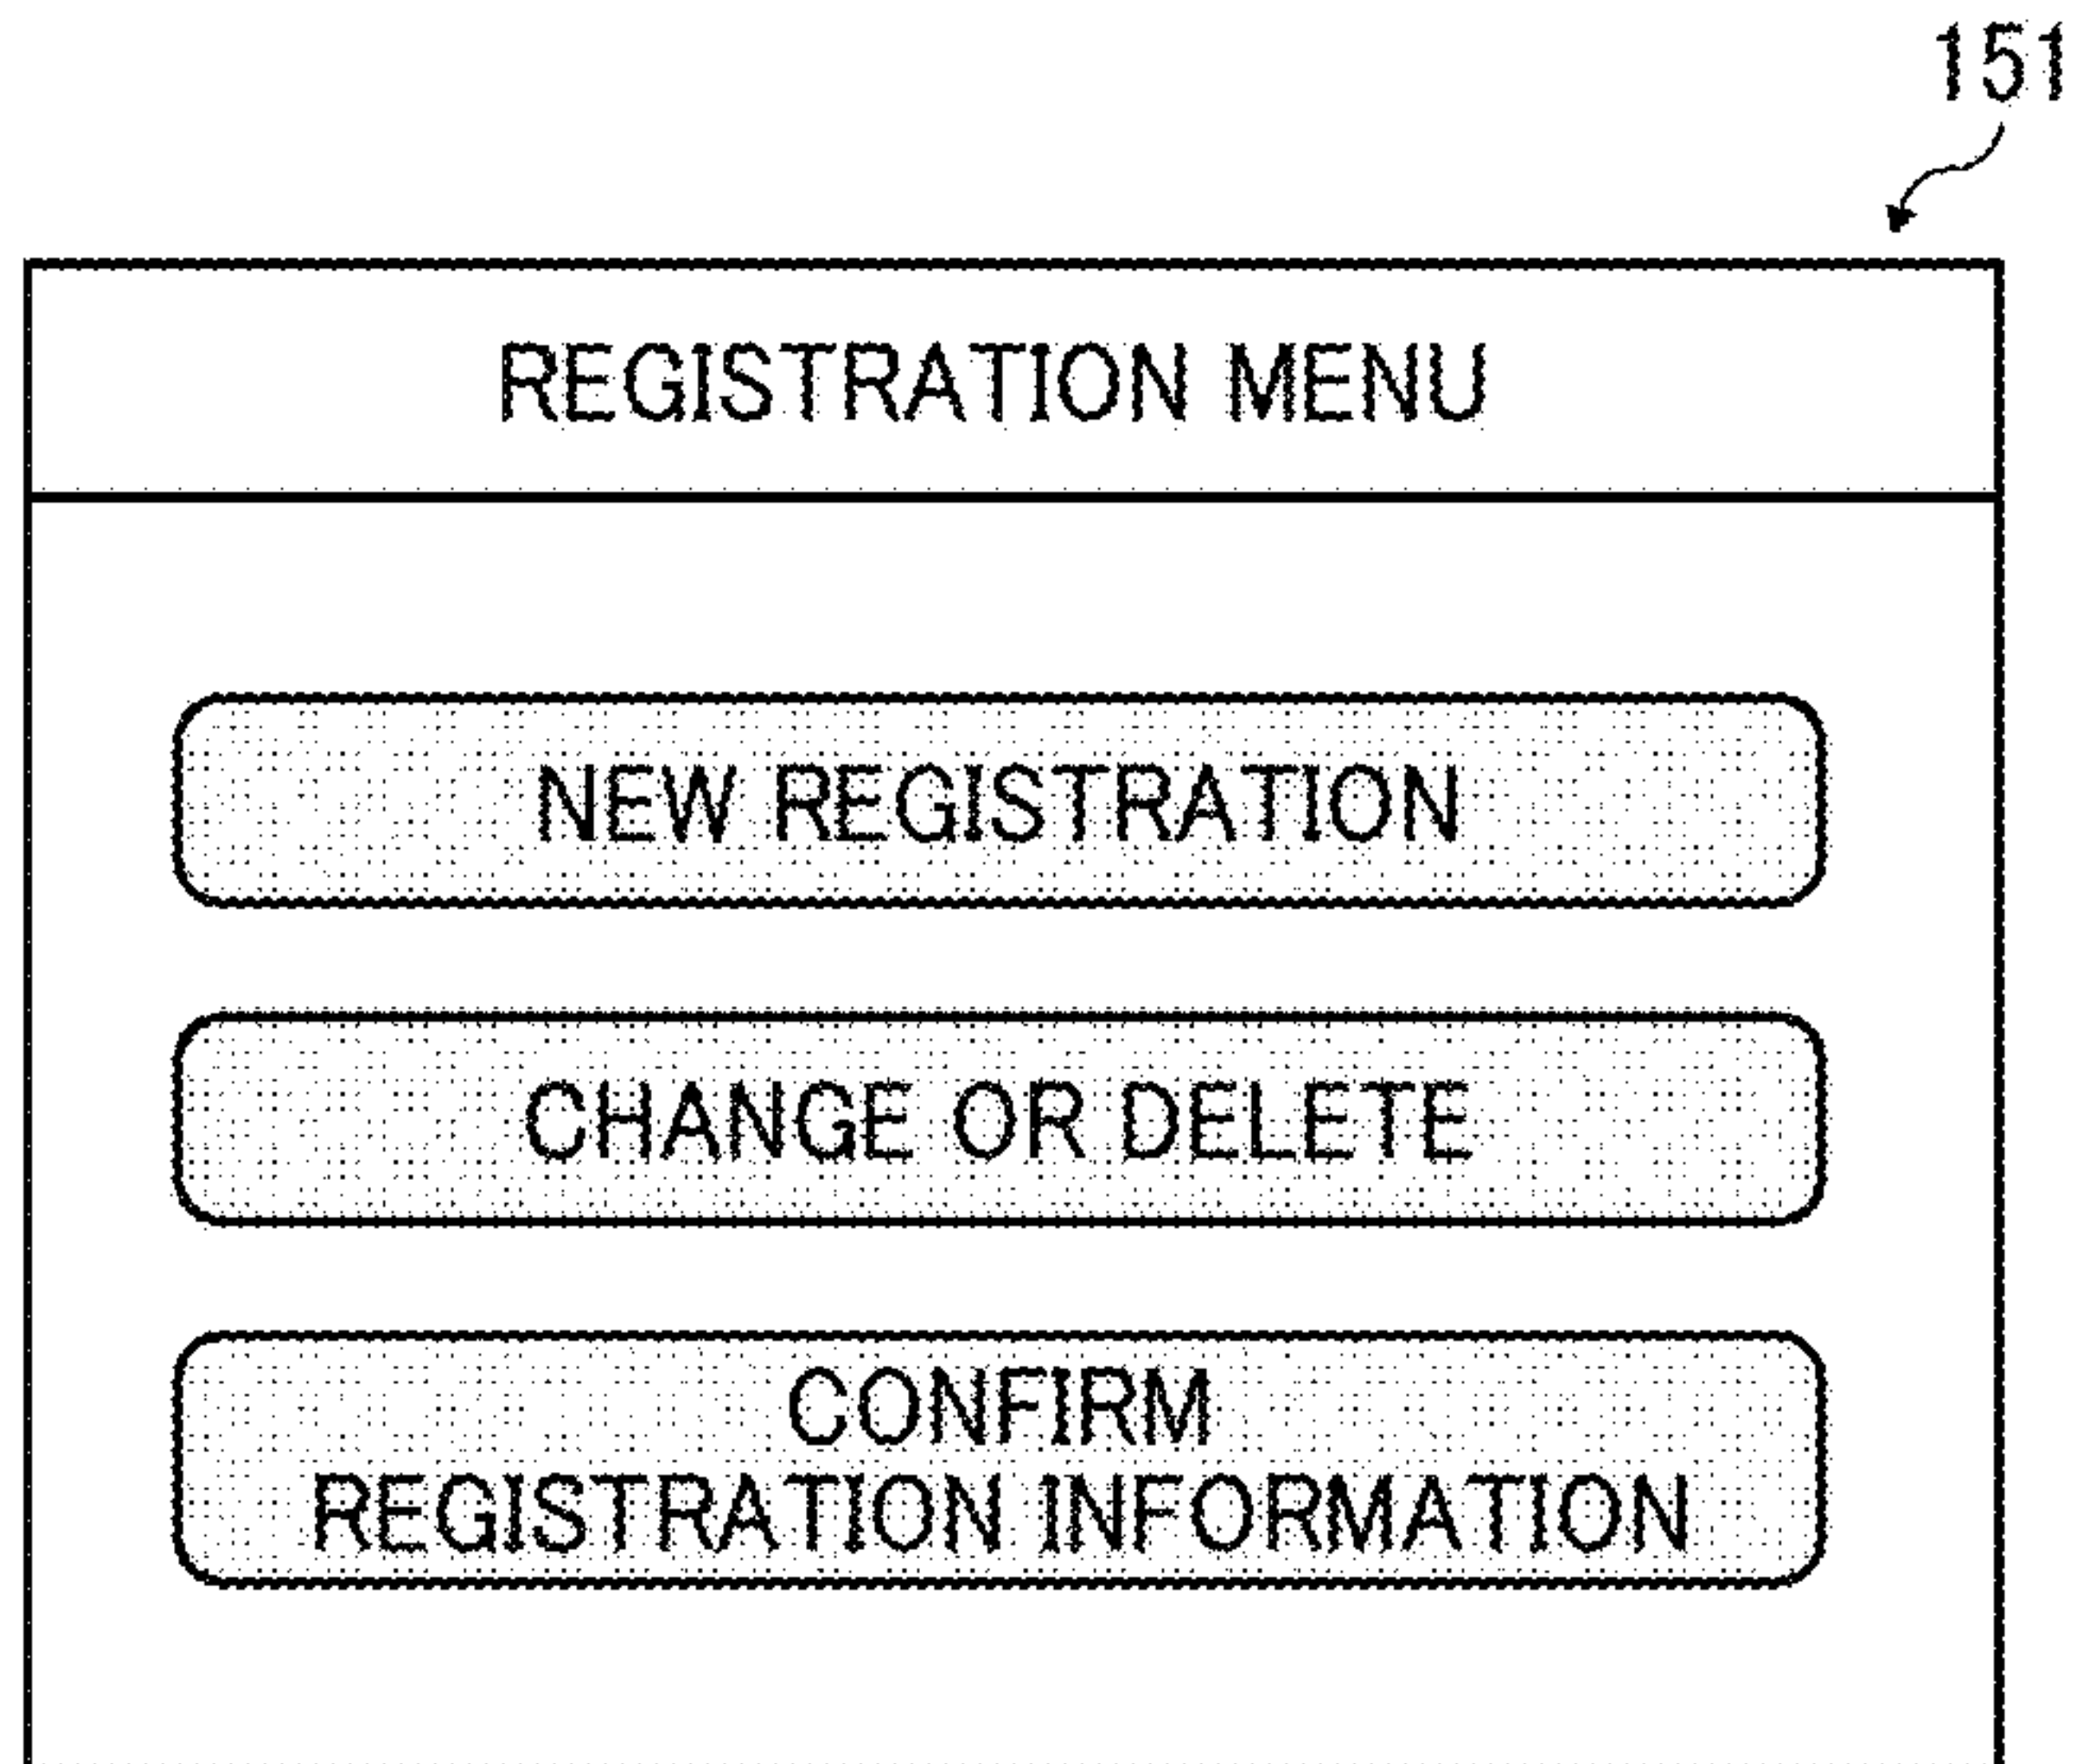 151
REGISTRATION MENU
NEW REGISTRATION
CHANGE OR DELETE
CONFIRM
REGISTRATION INFORMATION